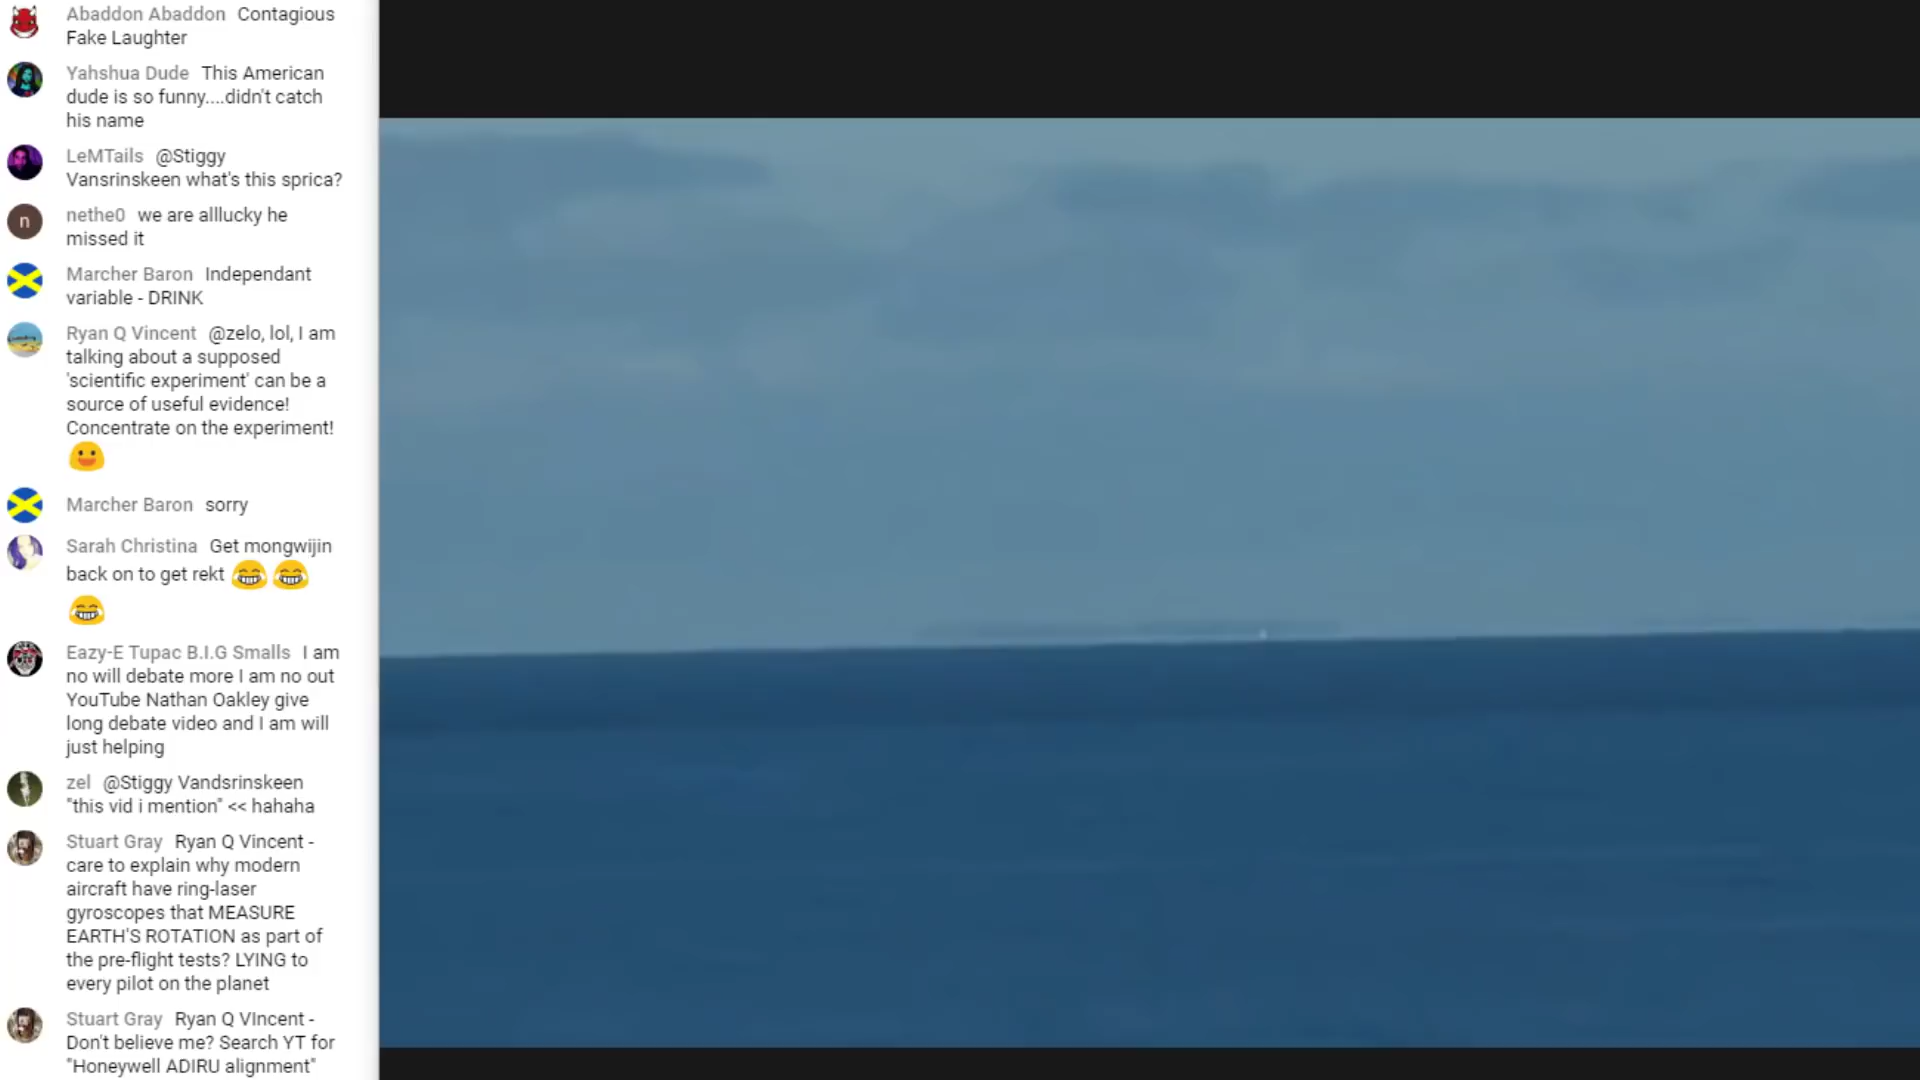 Abaddon Abaddon Contagious
Fake Laughter
Yahshua Dude This American
dude is so funny....didn't catch
his name
LeMTails @Stiggy
Vansrinskeen what's this sprica?
n
nethe0 we are alllucky he
missed it
Marcher Baron Independant
variable - DRINK
Ryan Q Vincent @zelo, lol, I am
talking about a supposed
'scientific experiment' can be a
source of useful evidence!
Concentrate on the experiment!
Marcher Baron sorry
Sarah Christina Get mongwijin
back on to get rekt
Eazy-E Tupac B.I.G Smalls I am
no will debate more I am no out
YouTube Nathan Oakley give
long debate video and I am will
just helping
zel @Stiggy Vandsrinskeen
"this vid i mention" << hahaha
Stuart Gray Ryan Q Vincent -
care to explain why modern
aircraft have ring-laser
gyroscopes that MEASURE
EARTH'S ROTATION as part of
the pre-flight tests? LYING to
every pilot on the planet
Stuart Gray Ryan Q VIncent -
Don't believe me? Search YT for
"Honeywell ADIRU alignment"